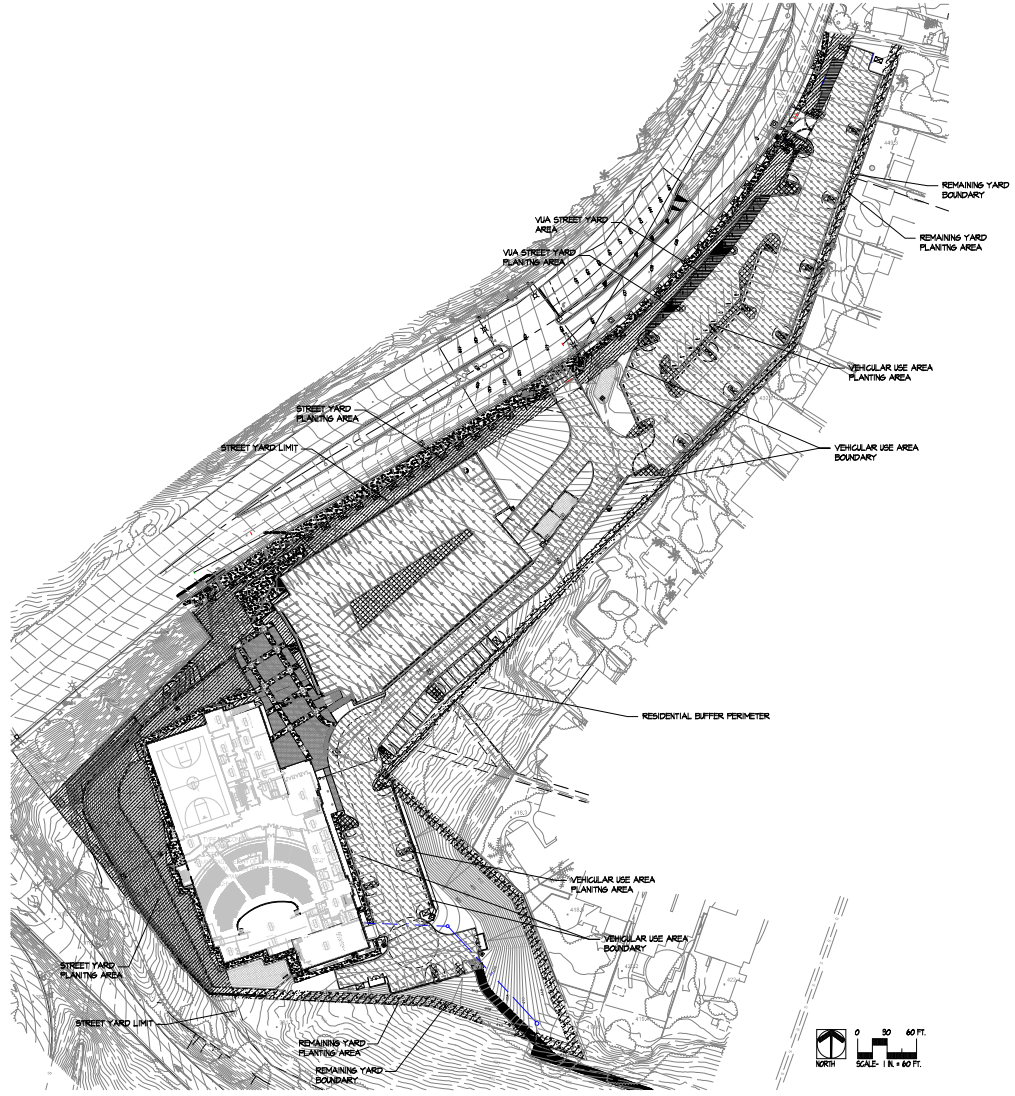 REMAINING YARD
BOUNDARY
VUA STREET YARD
AREA
REMAINING YARD
PLANITNG AREA
VUA STREET YARD
PLANITNG AREA
VEHICULAR USE AREA
PLANTING AREA
STREET YARD
PLANITNG AREA
STREET YARD LIMIT
VEHICULAR USE AREA
BOUNDARY
RESIDENTIAL BUFFER PERIMETER
VEHICULAR USE AREA
PLANITNG AREA
VEHICULAR USE AREA
BOUNDARY
STREET YARD
PLANITNG AREA
STREET YARD LIMIT
REMAINING YARD
PLANTING AREA
REMAINING YARD
BOUNDARY
0 30 60 FT.
NORTH
SCALE- 1 IN. = 60 FT.